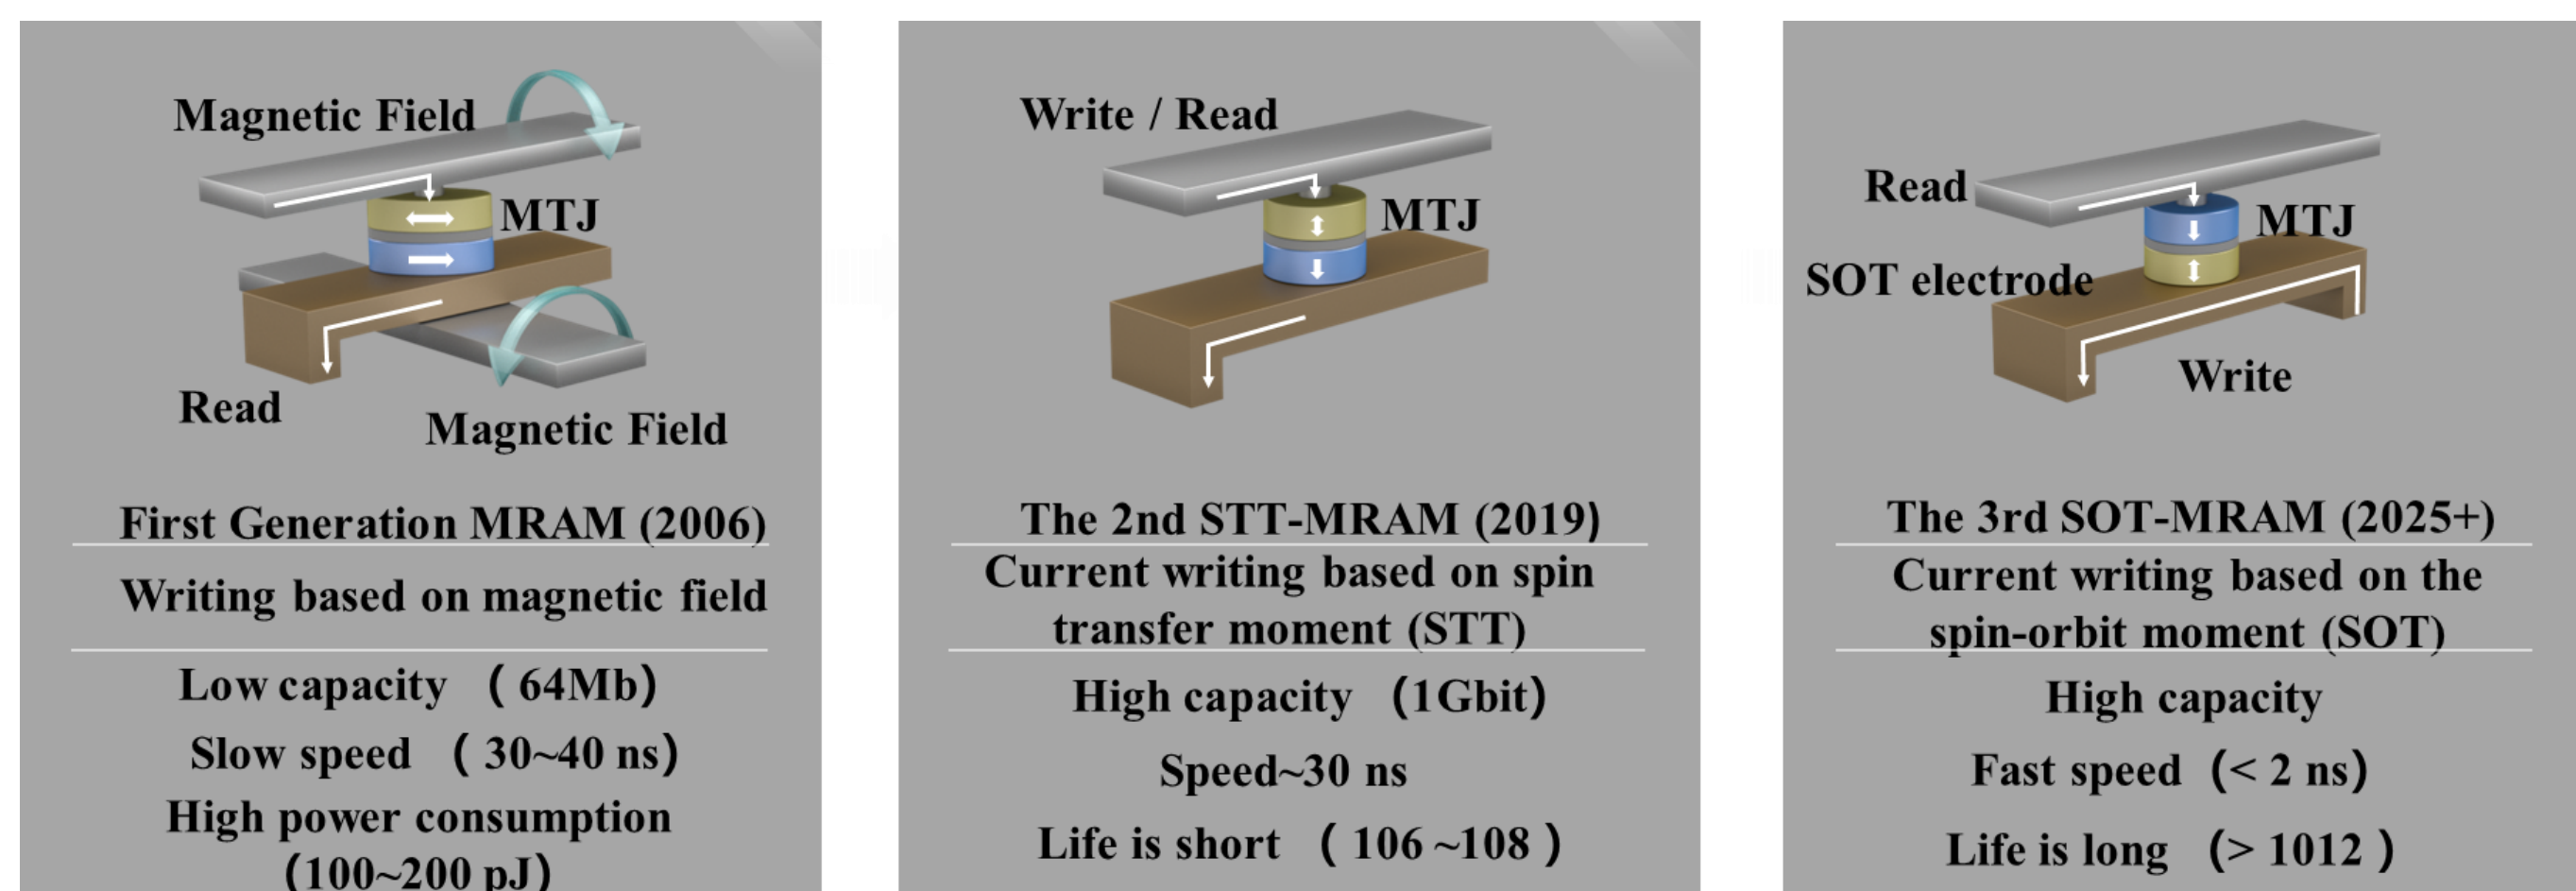 Magnetic Field
MTJ
Read
Magnetic Field
First Generation MRAM (2006)
Writing based on magnetic field
Low capacity ( 64Mb)
Slow speed ( 30~40 ns)
High power consumption
(100~200 pJ)
Write / Read
MTJ
The 2nd STT-MRAM (2019)
Current writing based on spin
transfer moment (STT)
High capacity (1Gbit)
Speed~30 ns
Life is short ( 106 ~108 )
Read
MTJ
SOT electrode
Write
The 3rd SOT-MRAM (2025+)
Current writing based on the
spin-orbit moment (SOT)
High capacity
Fast speed (< 2 ns)
Life is long (> 1012 )